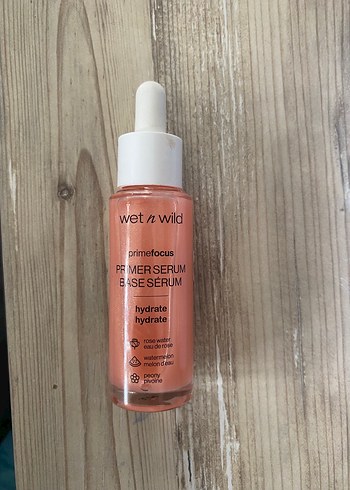 wet n wild
primefocus
PRIMER SERUM
BASE SÉRUM
hydrate
hydrate
rose water
eau de rose
watermelon
melon d'eau
peony
pivoine